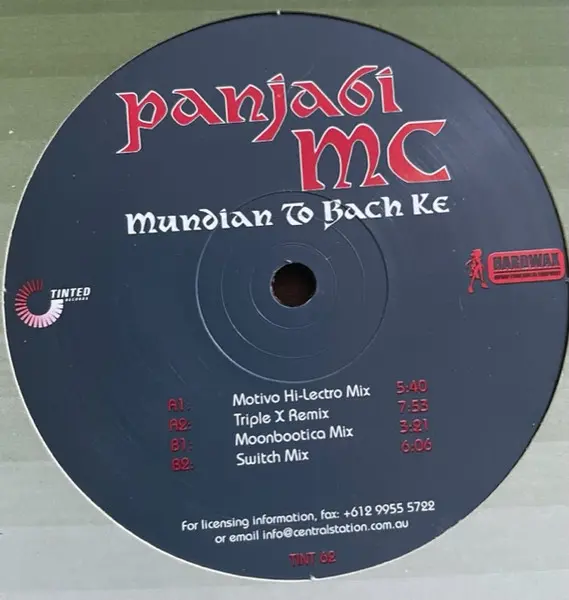 Panjabi
MC
Mundian To Bach Ke
TINTED
RECORDS
HARDWAX
A1: Motivo Hi-Lectro Mix 5:40
A2: Triple X Remix 7:53
B1: Moonbootica Mix 3:21
B2: Switch Mix 6:06
For licensing information, fax: +612 9955 5722
or email info@centralstation.com.au
TINT 62